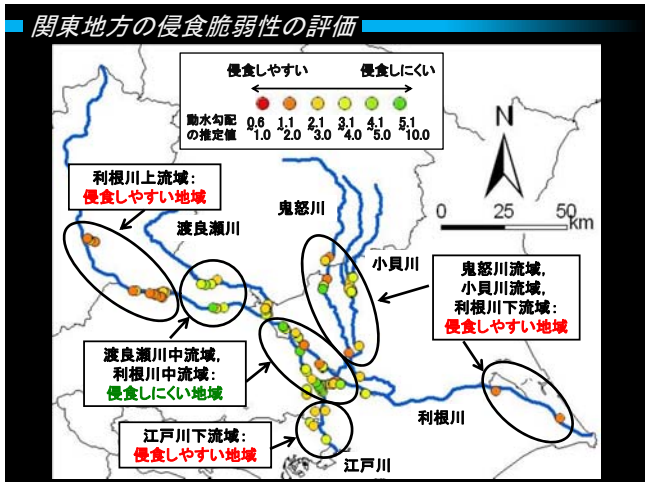 関東地方の侵食脆弱性の評価
侵食しやすい
侵食しにくい
動水勾配
の推定値
0.6
~1.0
1.1
~2.0
2.1
~3.0
3.1
~4.0
4.1
~5.0
5.1
~10.0
N
0 25 50
km
利根川上流域:
侵食しやすい地域
渡良瀬川
鬼怒川
小貝川
鬼怒川流域,
小貝川流域,
利根川下流域:
侵食しやすい地域
渡良瀬川中流域,
利根川中流域:
侵食しにくい地域
利根川
江戸川下流域:
侵食しやすい地域
江戸川